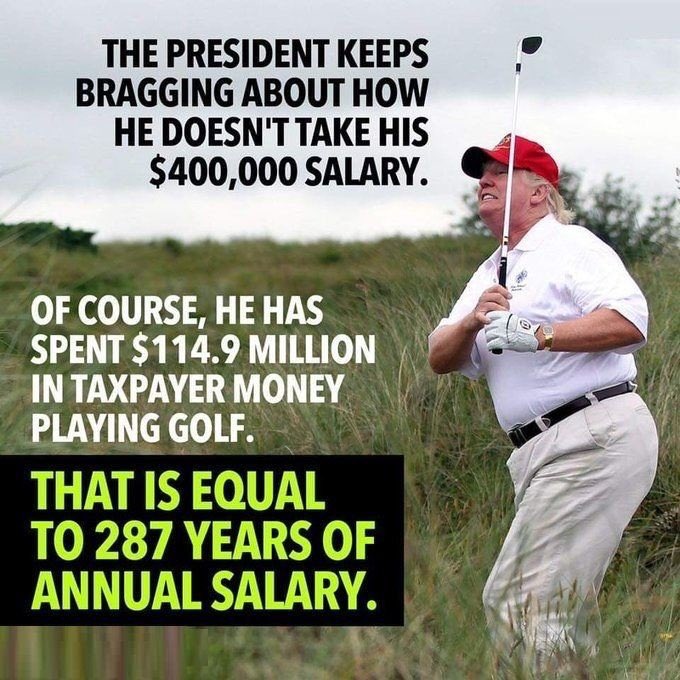 THE PRESIDENT KEEPS
BRAGGING ABOUT HOW
HE DOESN'T TAKE HIS
$400,000 SALARY.
OF COURSE, HE HAS
SPENT $114.9 MILLION
IN TAXPAYER MONEY
PLAYING GOLF.
THAT IS EQUAL
TO 287 YEARS OF
ANNUAL SALARY.